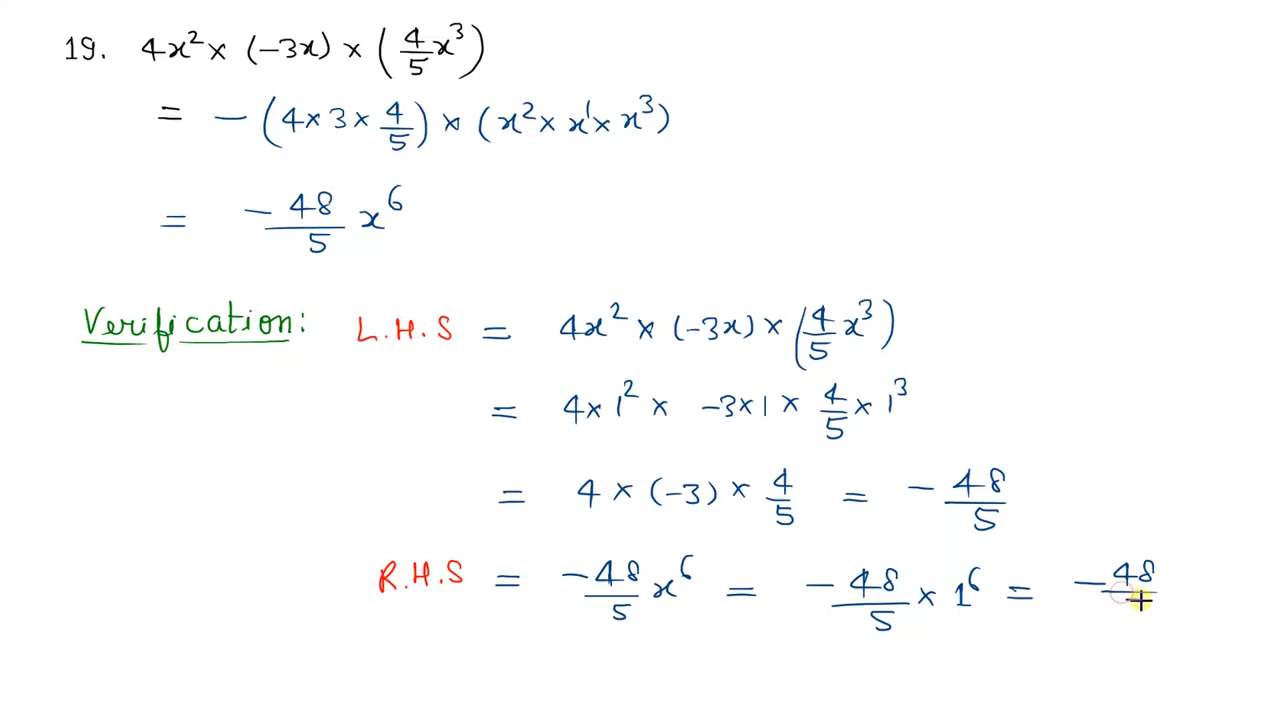 19. 4x² × (-3x) × (4/5 x³)
= - (4 × 3 × 4/5) × (x² × x¹ × x³)
= -48/5 x⁶
Verification: L.H.S = 4x² × (-3x) × (4/5 x³)
= 4 × 1² × -3 × 1 × 4/5 × 1³
= 4 × (-3) × 4/5 = -48/5
R.H.S = -48/5 x⁶ = -48/5 × 1⁶ = -48